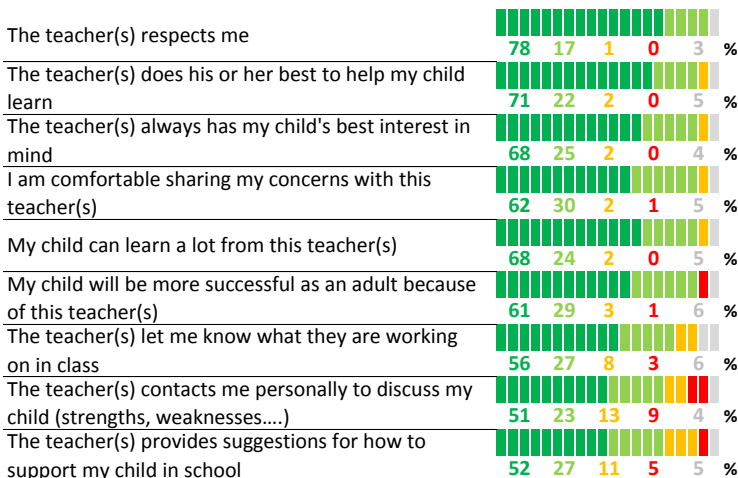 The teacher(s) respects me
78 17 1 0 3 %
The teacher(s) does his or her best to help my child
learn
71 22 2 0 5 %
The teacher(s) always has my child's best interest in
mind
68 25 2 0 4 %
I am comfortable sharing my concerns with this
teacher(s)
62 30 2 1 5 %
My child can learn a lot from this teacher(s)
68 24 2 0 5 %
My child will be more successful as an adult because
of this teacher(s)
61 29 3 1 6 %
The teacher(s) let me know what they are working
on in class
56 27 8 3 6 %
The teacher(s) contacts me personally to discuss my
child (strengths, weaknesses....)
51 23 13 9 4 %
The teacher(s) provides suggestions for how to
support my child in school
52 27 11 5 5 %